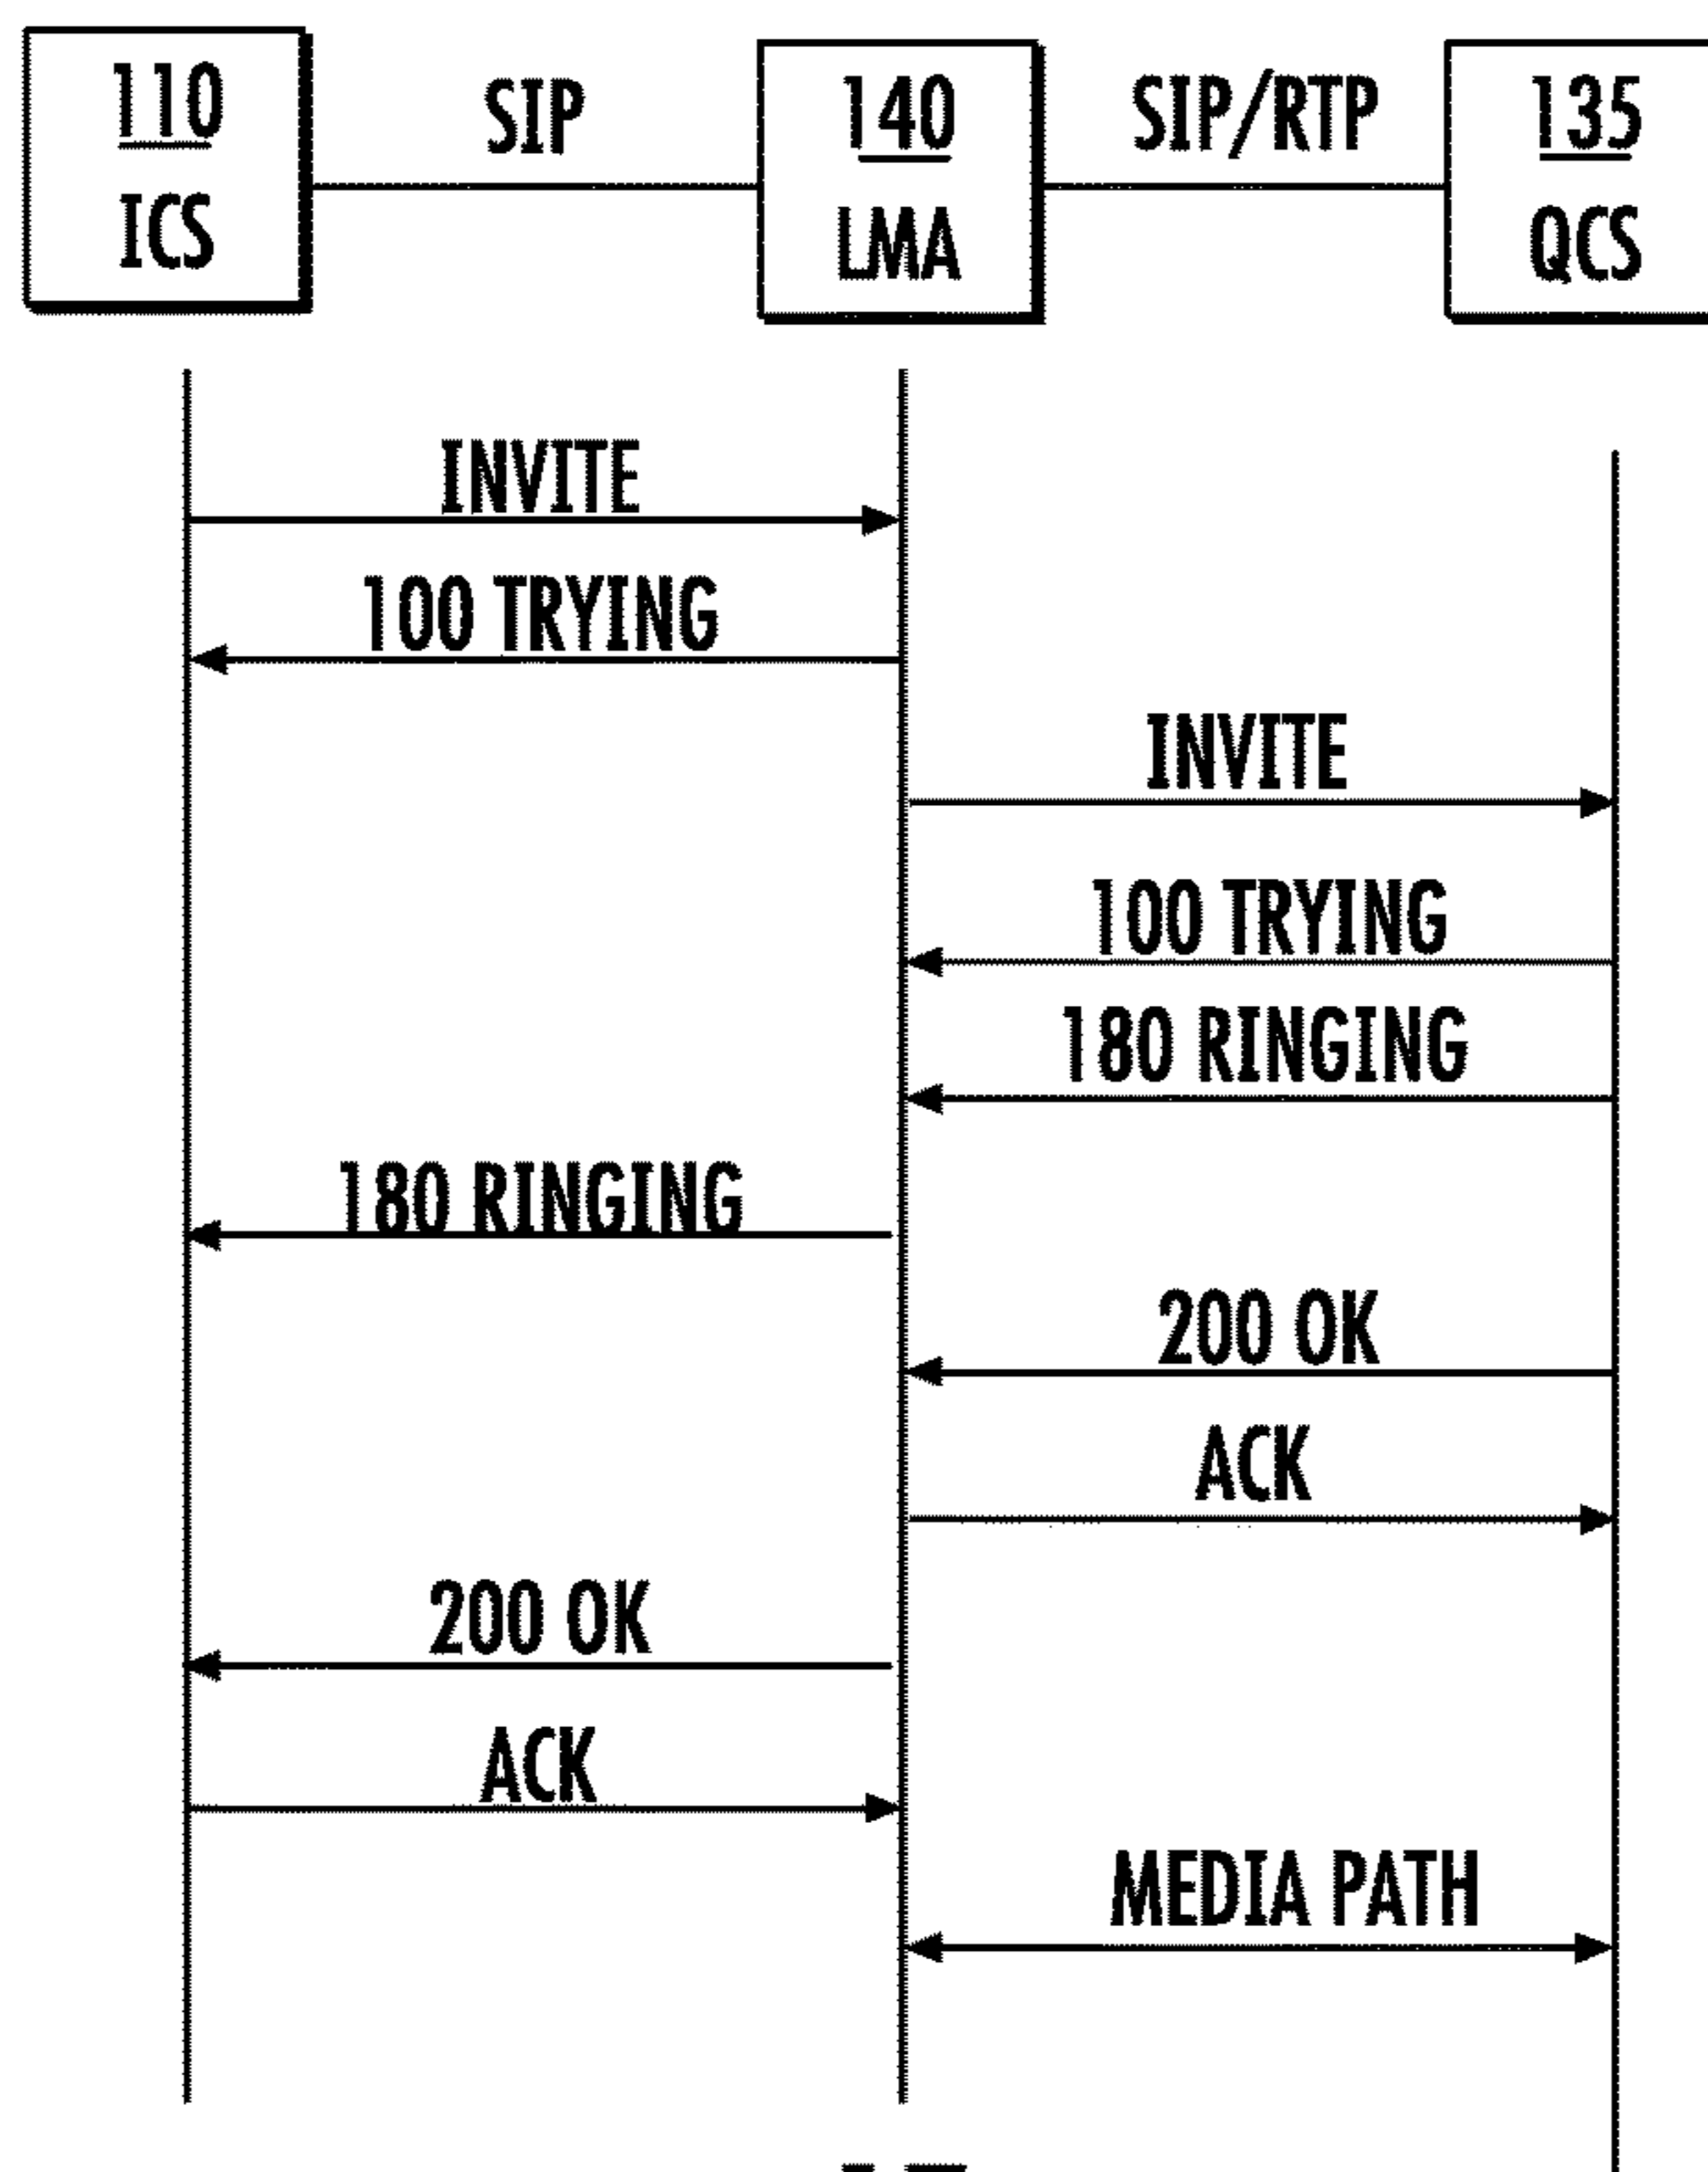 110
ICS
SIP
140
LMA
SIP/RTP
135
QCS
INVITE
100 TRYING
INVITE
100 TRYING
180 RINGING
180 RINGING
200 OK
ACK
200 OK
ACK
MEDIA PATH